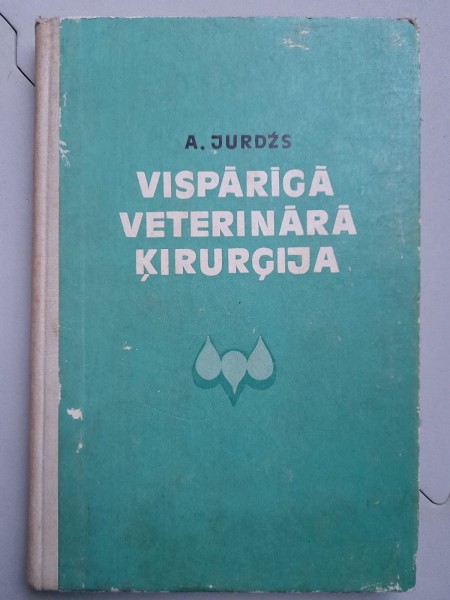 A. JURDŽS
VISPĀRĪGĀ
VETERINĀRĀ
ĶIRURĢIJA